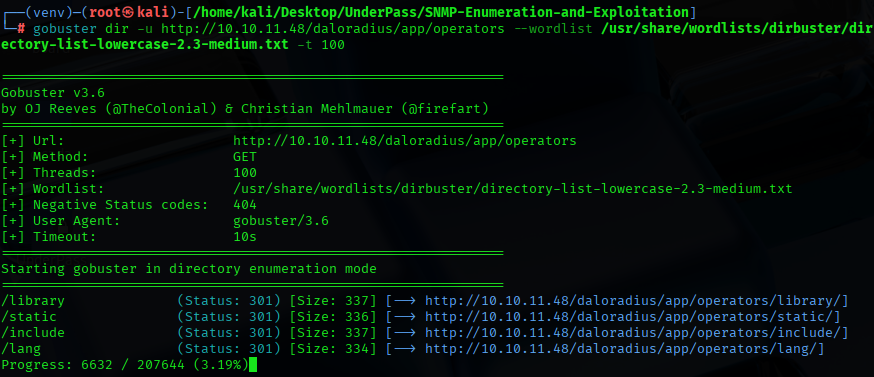 ┌──(venv)─(root㉿kali)-[/home/kali/Desktop/UnderPass/SNMP-Enumeration-and-Exploitation]
└─# gobuster dir -u http://10.10.11.48/daloradius/app/operators --wordlist /usr/share/wordlists/dirbuster/dir
ectory-list-lowercase-2.3-medium.txt -t 100
===============================================================
Gobuster v3.6
by OJ Reeves (@TheColonial) & Christian Mehlmauer (@firefart)
===============================================================
[+] Url:                     http://10.10.11.48/daloradius/app/operators
[+] Method:                  GET
[+] Threads:                 100
[+] Wordlist:                /usr/share/wordlists/dirbuster/directory-list-lowercase-2.3-medium.txt
[+] Negative Status codes:   404
[+] User Agent:              gobuster/3.6
[+] Timeout:                 10s
===============================================================
Starting gobuster in directory enumeration mode
===============================================================
/library              (Status: 301) [Size: 337] [--> http://10.10.11.48/daloradius/app/operators/library/]
/static               (Status: 301) [Size: 336] [--> http://10.10.11.48/daloradius/app/operators/static/]
/include              (Status: 301) [Size: 337] [--> http://10.10.11.48/daloradius/app/operators/include/]
/lang                 (Status: 301) [Size: 334] [--> http://10.10.11.48/daloradius/app/operators/lang/]
Progress: 6632 / 207644 (3.19%)